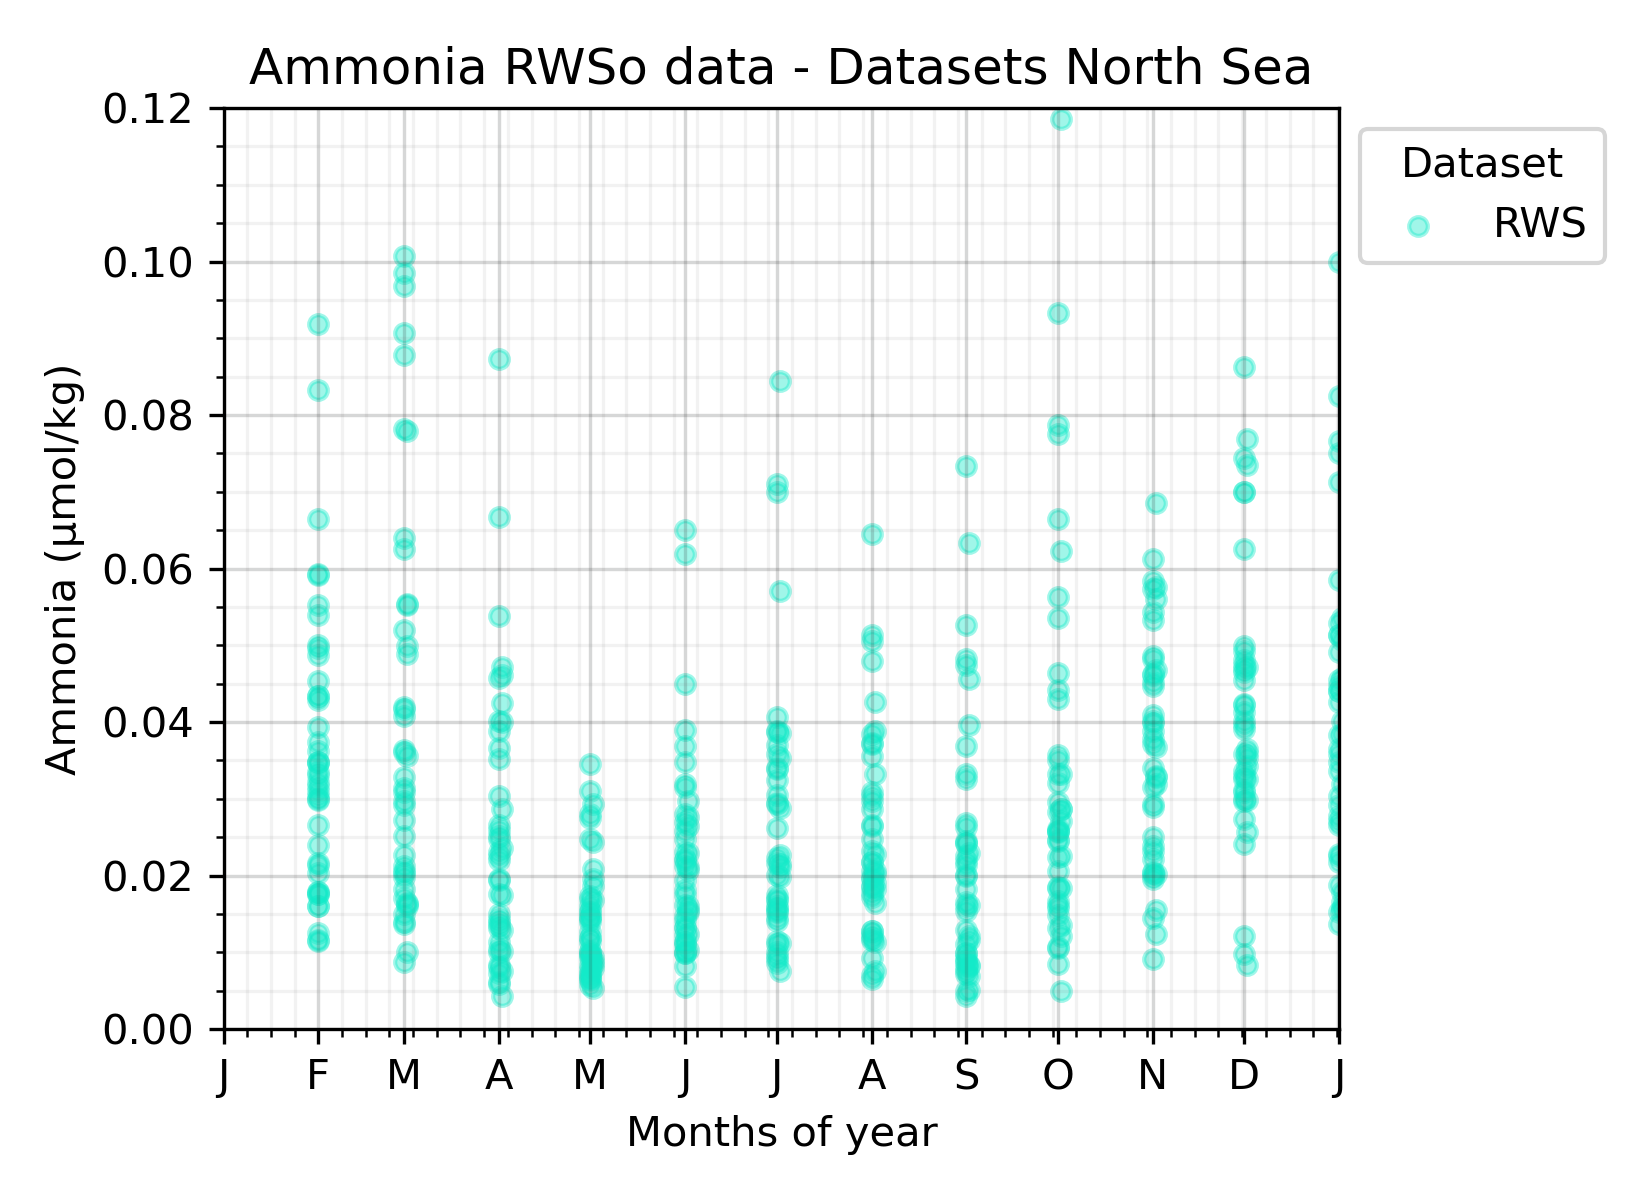 Ammonia RWSo data - Datasets North Sea
0.12
0.10
0.08
0.06
0.04
0.02
0.00
Ammonia (μmol/kg)
J F M A M J J A S O N D J
Months of year
Dataset
RWS